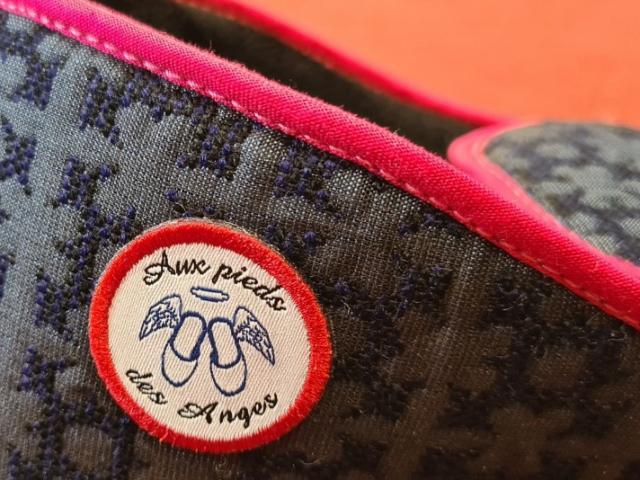 Aux pieds
des Anges